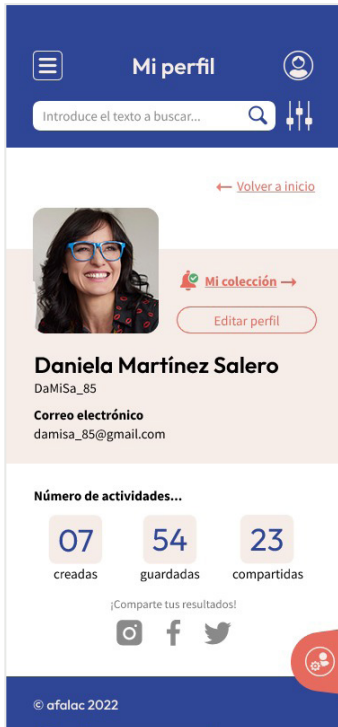 Mi perfil
Introduce el texto a buscar...
← Volver a inicio
Mi colección →
Editar perfil
Daniela Martínez Salero
DaMiSa_85
Correo electrónico
damisa_85@gmail.com
Número de actividades...
07 54 23
creadas guardadas compartidas
¡Comparte tus resultados!
© afalac 2022